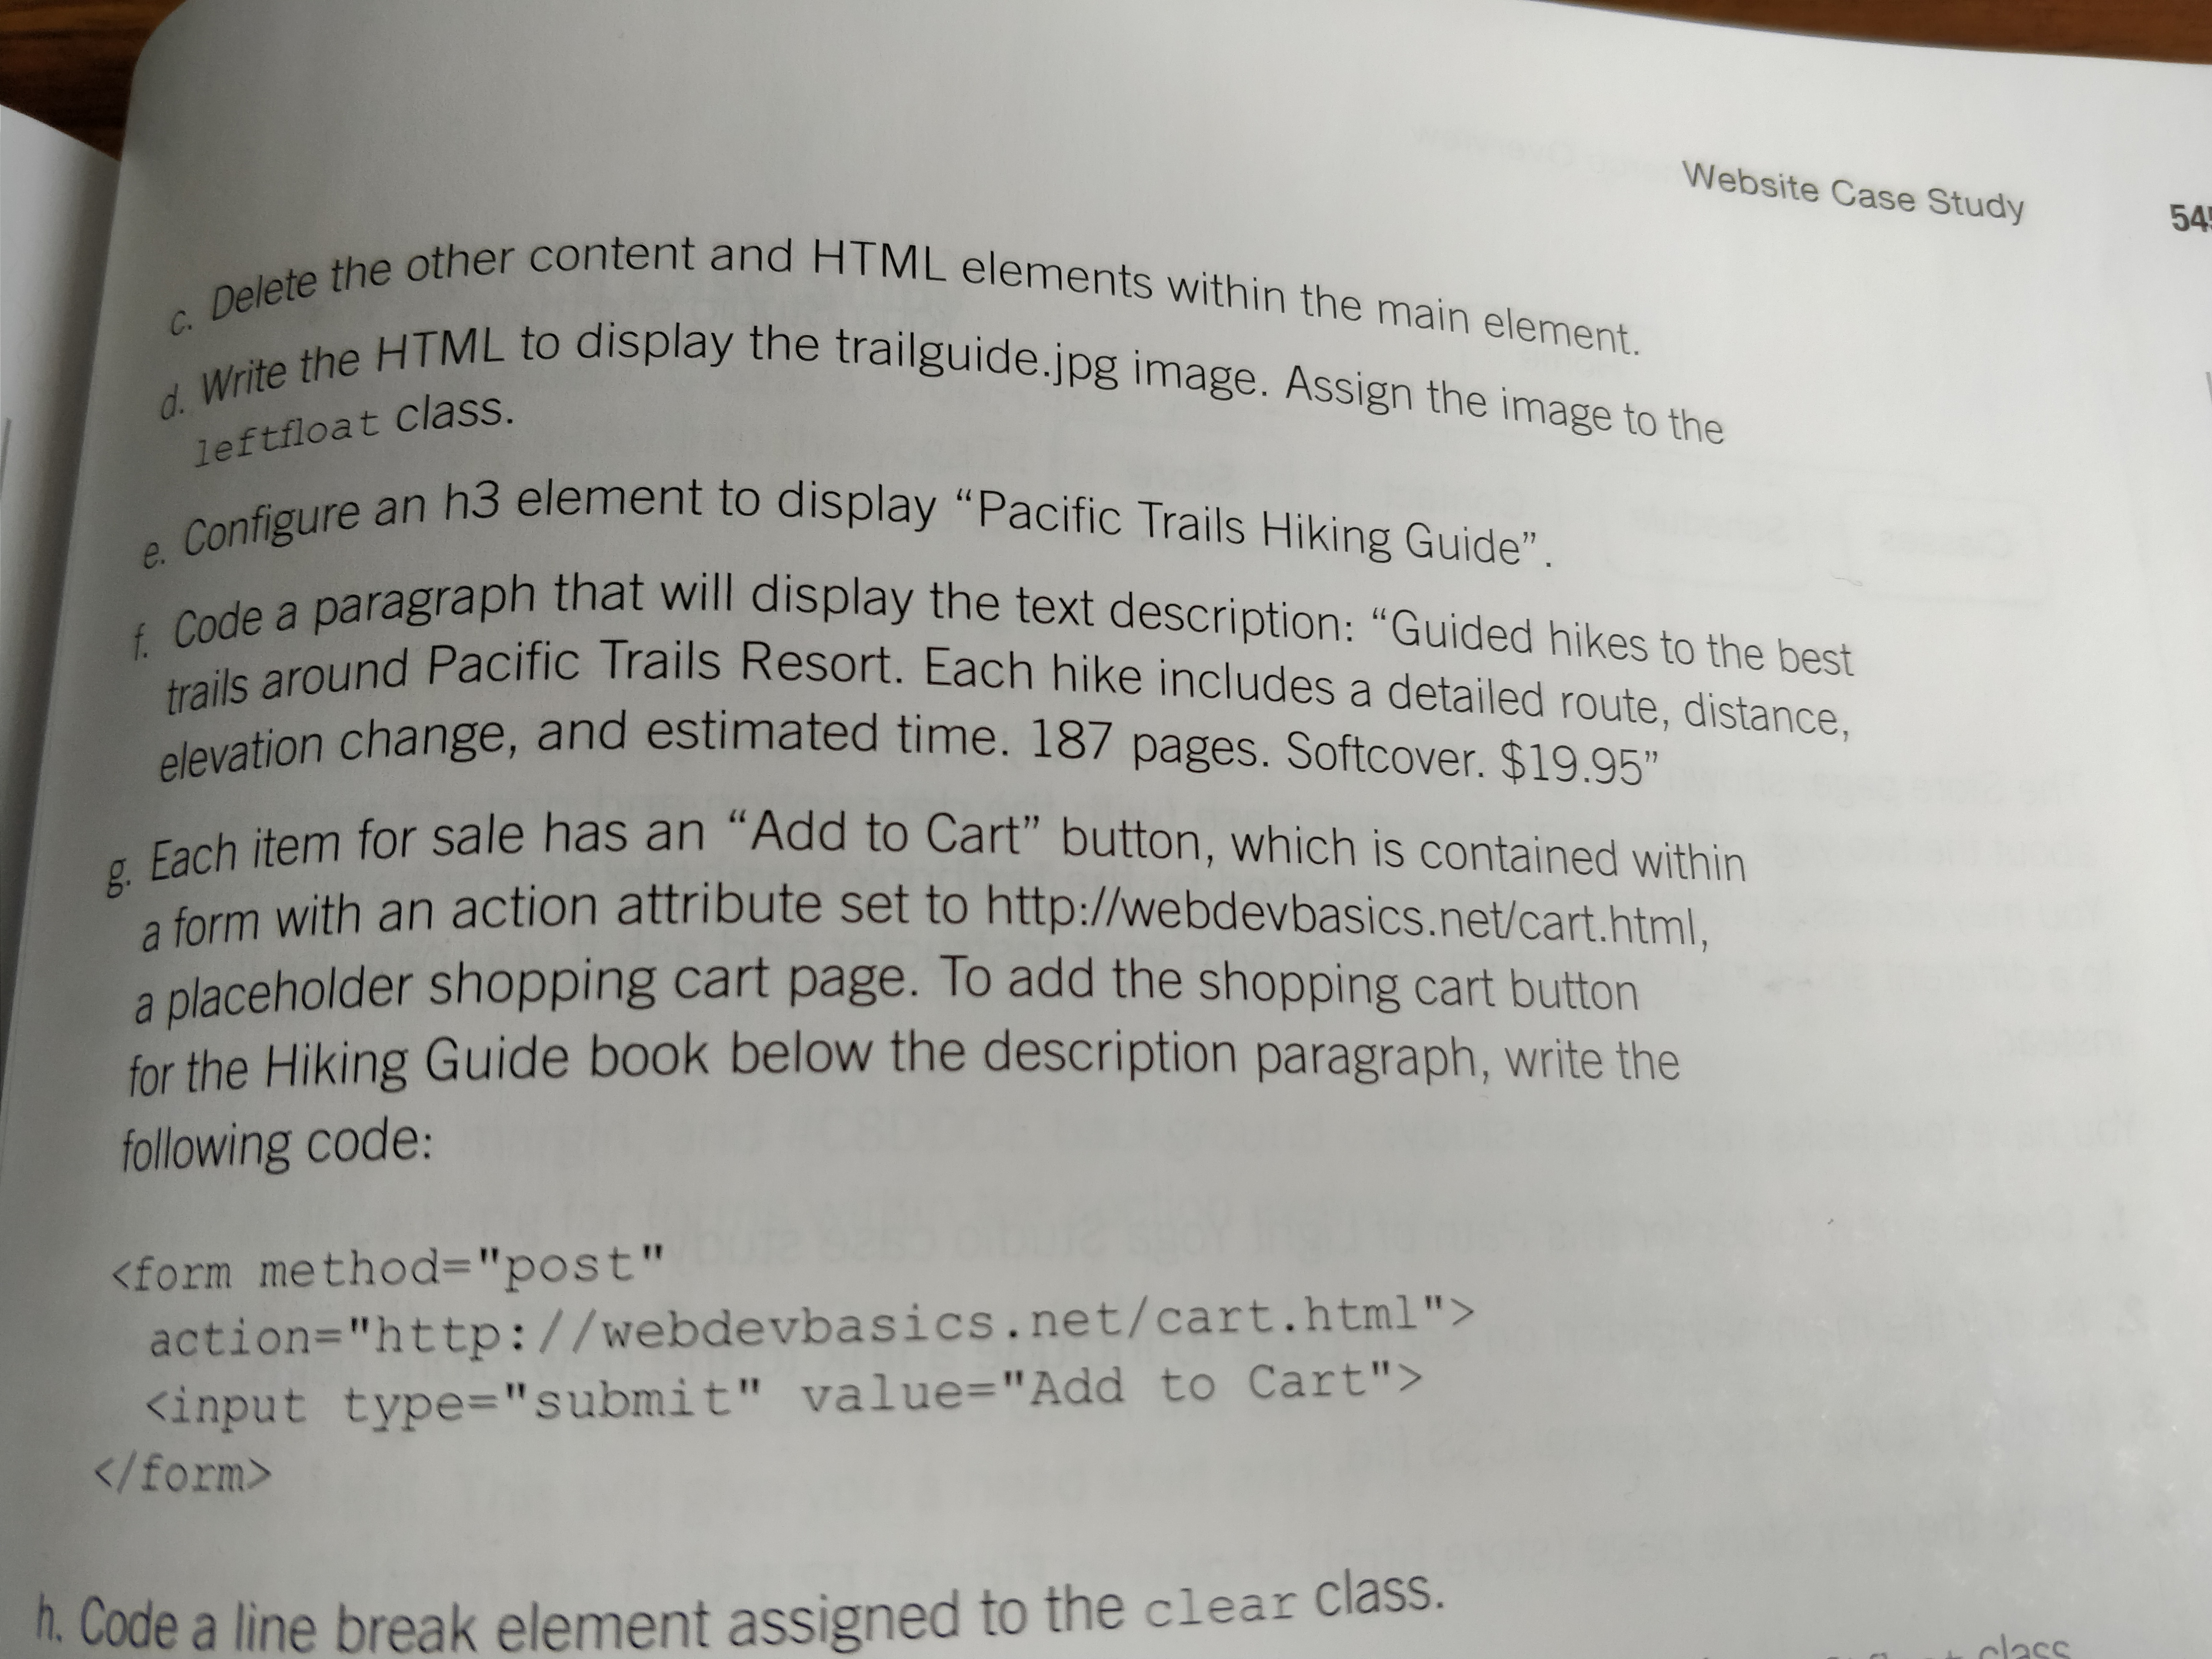 Website Case Study
c. Delete the other content and HTML elements within the main element.
d. Write the HTML to display the trailguide.jpg image. Assign the image to the
leftfloat class.
e. Configure an h3 element to display “Pacific Trails Hiking Guide”.
f. Code a paragraph that will display the text description: “Guided hikes to the best
trails around Pacific Trails Resort. Each hike includes a detailed route, distance,
elevation change, and estimated time. 187 pages. Softcover. $19.95”
g. Each item for sale has an “Add to Cart” button, which is contained within
a form with an action attribute set to http://webdevbasics.net/cart.html,
a placeholder shopping cart page. To add the shopping cart button
for the Hiking Guide book below the description paragraph, write the
following code:
<form method="post"
action="http://webdevbasics.net/cart.html">
<input type="submit" value="Add to Cart">
</form>
h. Code a line break element assigned to the clear class.
class